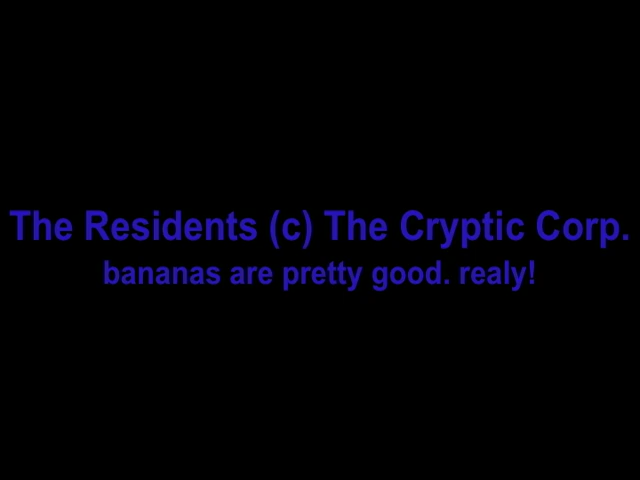 The Residents (c) The Cryptic Corp.
bananas are pretty good. realy!